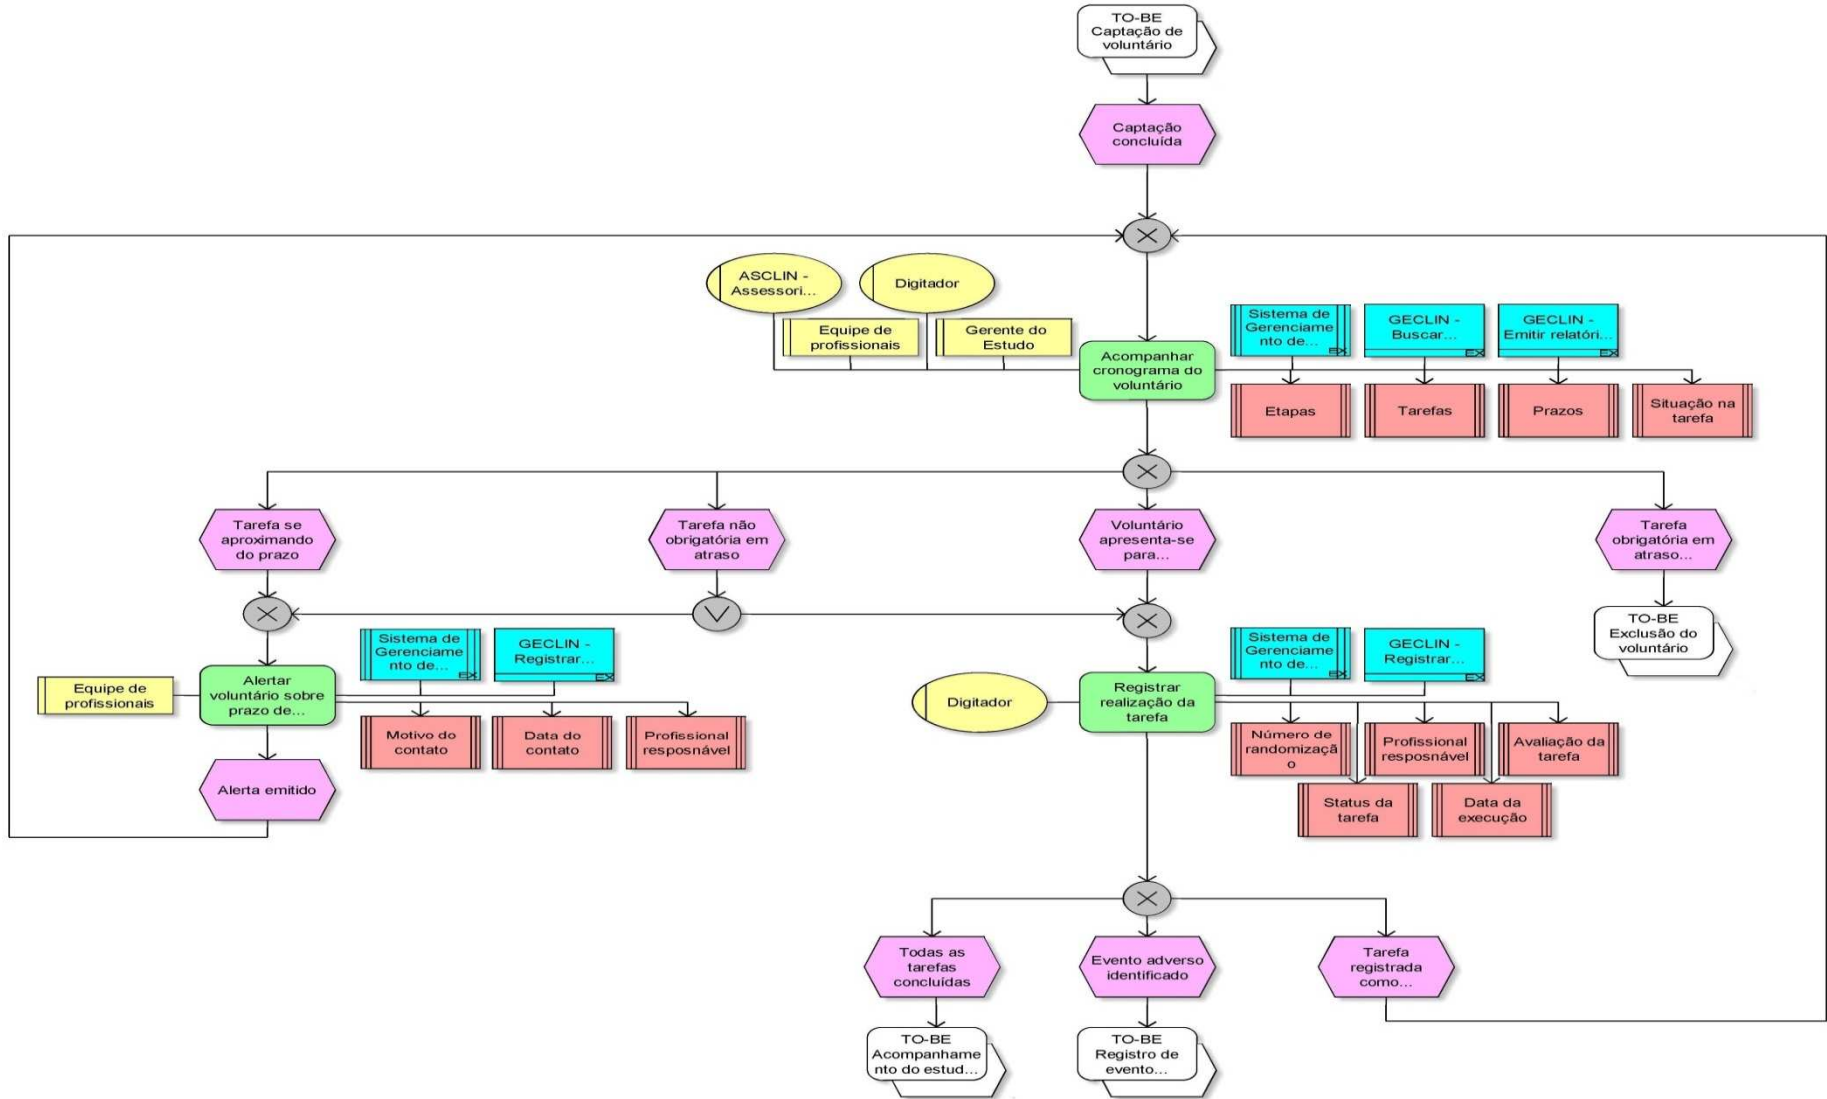 TO-BE
Captação de
voluntário
Captação
concluída
ASCLIN -
Assessori...
Digitador
Equipe de
profissionais
Gerente do
Estudo
Acompanhar
cronograma do
voluntário
Sistema de
Gerenciame
nto de...
GECLIN -
Buscar...
GECLIN -
Emitir relatóri...
Etapas
Tarefas
Prazos
Situação na
tarefa
Tarefa se
aproximando
do prazo
Tarefa não
obrigatória em
atraso
Voluntário
apresenta-se
para...
Tarefa
obrigatória em
atraso...
TO-BE
Exclusão do
voluntário
Equipe de
profissionais
Alertar
voluntário sobre
prazo de...
Sistema de
Gerenciame
nto de...
GECLIN -
Registrar...
Motivo do
contato
Data do
contato
Profissional
resposnável
Alerta emitido
Digitador
Registrar
realização da
tarefa
Sistema de
Gerenciame
nto de...
GECLIN -
Registrar...
Número de
randomizaçã
o
Profissional
resposnável
Avaliação da
tarefa
Status da
tarefa
Data da
execução
Todas as
tarefas
concluídas
Evento adverso
identificado
Tarefa
registrada
como...
TO-BE
Acompanhame
nto do estud...
TO-BE
Registro de
evento...